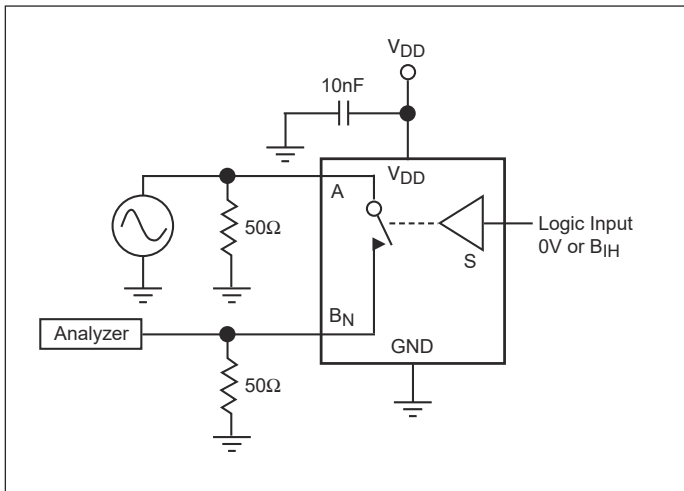 VDD
10nF
VDD
A
50Ω
Logic Input
0V or BIH
S
Analyzer
BN
GND
50Ω